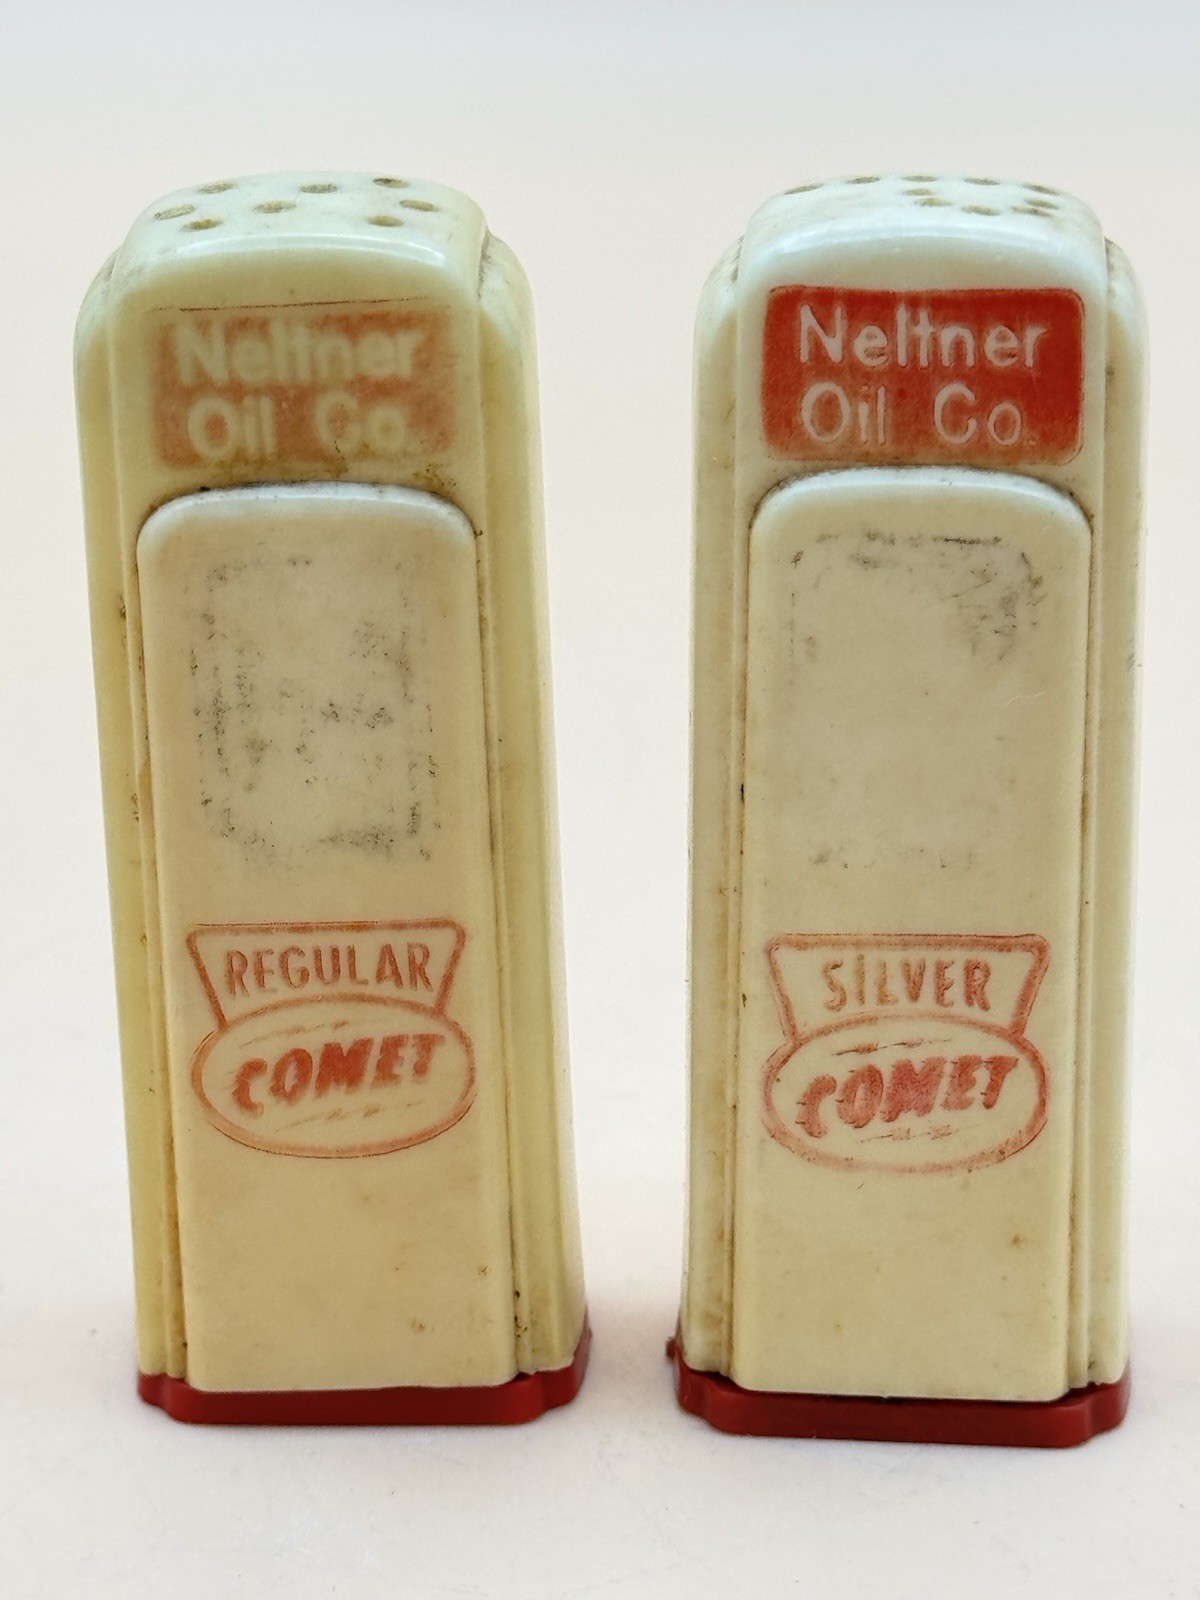 Neltner
Oil Co.
REGULAR
COMET
Neltner
Oil Co.
SILVER
COMET